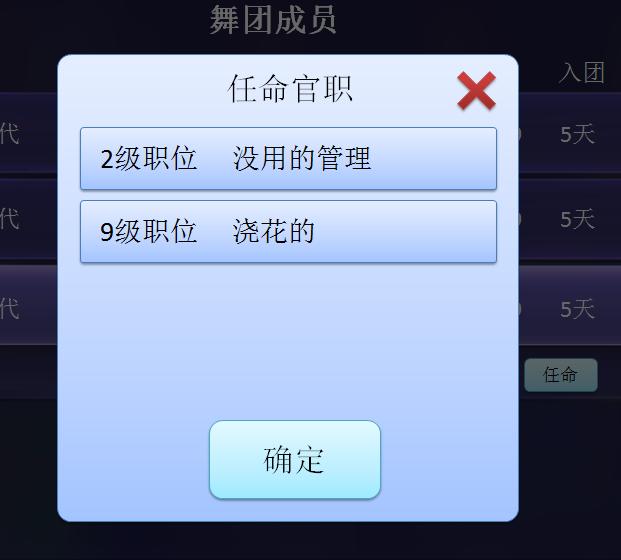 舞团成员
入团
任命官职
代 5天
2级职位 没用的管理
代 5天
9级职位 浇花的
代 5天
任命
确定